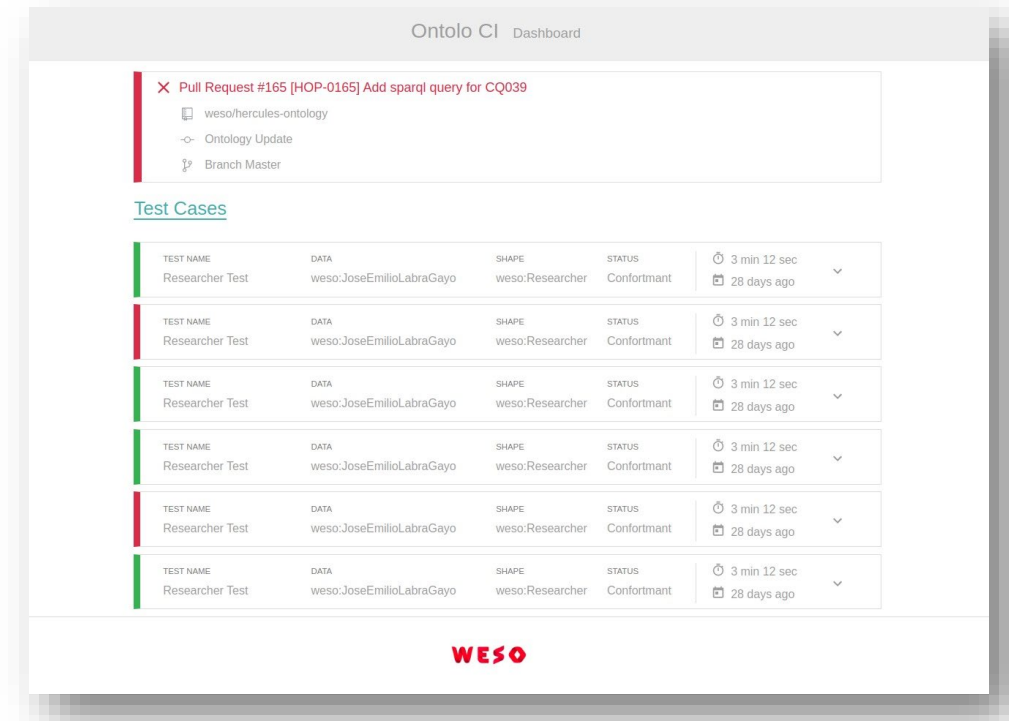 Ontolo CI Dashboard
Pull Request #165 [HOP-0165] Add sparql query for CQ039
weso/hercules-ontology
Ontology Update
Branch Master
Test Cases
TEST NAME DATA SHAPE STATUS 3 min 12 sec
Researcher Test weso:JoseEmilioLabraGayo weso:Researcher Confortmant 28 days ago
TEST NAME DATA SHAPE STATUS 3 min 12 sec
Researcher Test weso:JoseEmilioLabraGayo weso:Researcher Confortmant 28 days ago
TEST NAME DATA SHAPE STATUS 3 min 12 sec
Researcher Test weso:JoseEmilioLabraGayo weso:Researcher Confortmant 28 days ago
TEST NAME DATA SHAPE STATUS 3 min 12 sec
Researcher Test weso:JoseEmilioLabraGayo weso:Researcher Confortmant 28 days ago
TEST NAME DATA SHAPE STATUS 3 min 12 sec
Researcher Test weso:JoseEmilioLabraGayo weso:Researcher Confortmant 28 days ago
TEST NAME DATA SHAPE STATUS 3 min 12 sec
Researcher Test weso:JoseEmilioLabraGayo weso:Researcher Confortmant 28 days ago
WESO